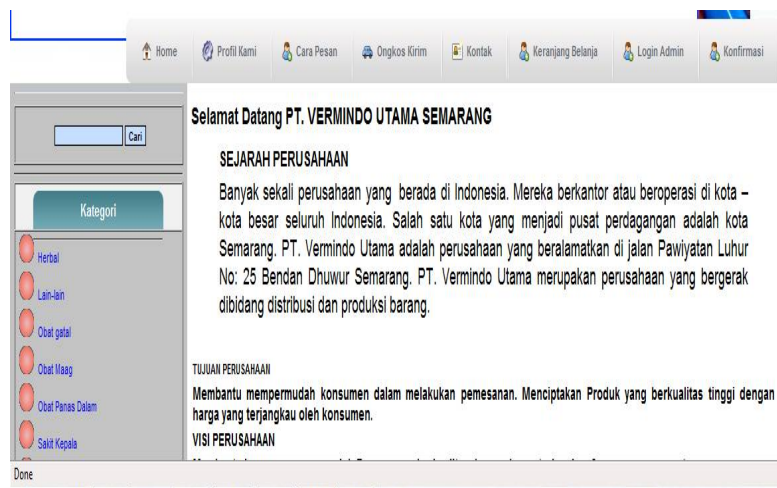 Home Profil Kami Cara Pesan Ongkos Kirim Kontak Keranjang Belanja Login Admin Konfirmasi
Cari
Kategori
Herbal
Lain-lain
Obat gatal
Obat Maag
Obat Panas Dalam
Sakit Kepala
Selamat Datang PT. VERMINDO UTAMA SEMARANG
SEJARAH PERUSAHAAN
Banyak sekali perusahaan yang berada di Indonesia. Mereka berkantor atau beroperasi di kota –
kota besar seluruh Indonesia. Salah satu kota yang menjadi pusat perdagangan adalah kota
Semarang. PT. Vermindo Utama adalah perusahaan yang beralamatkan di jalan Pawiyatan Luhur
No: 25 Bendan Dhuwur Semarang. PT. Vermindo Utama merupakan perusahaan yang bergerak
dibidang distribusi dan produksi barang.
TUJUAN PERUSAHAAN
Membantu mempermudah konsumen dalam melakukan pemesanan. Menciptakan Produk yang berkualitas tinggi dengan
harga yang terjangkau oleh konsumen.
VISI PERUSAHAAN
Done